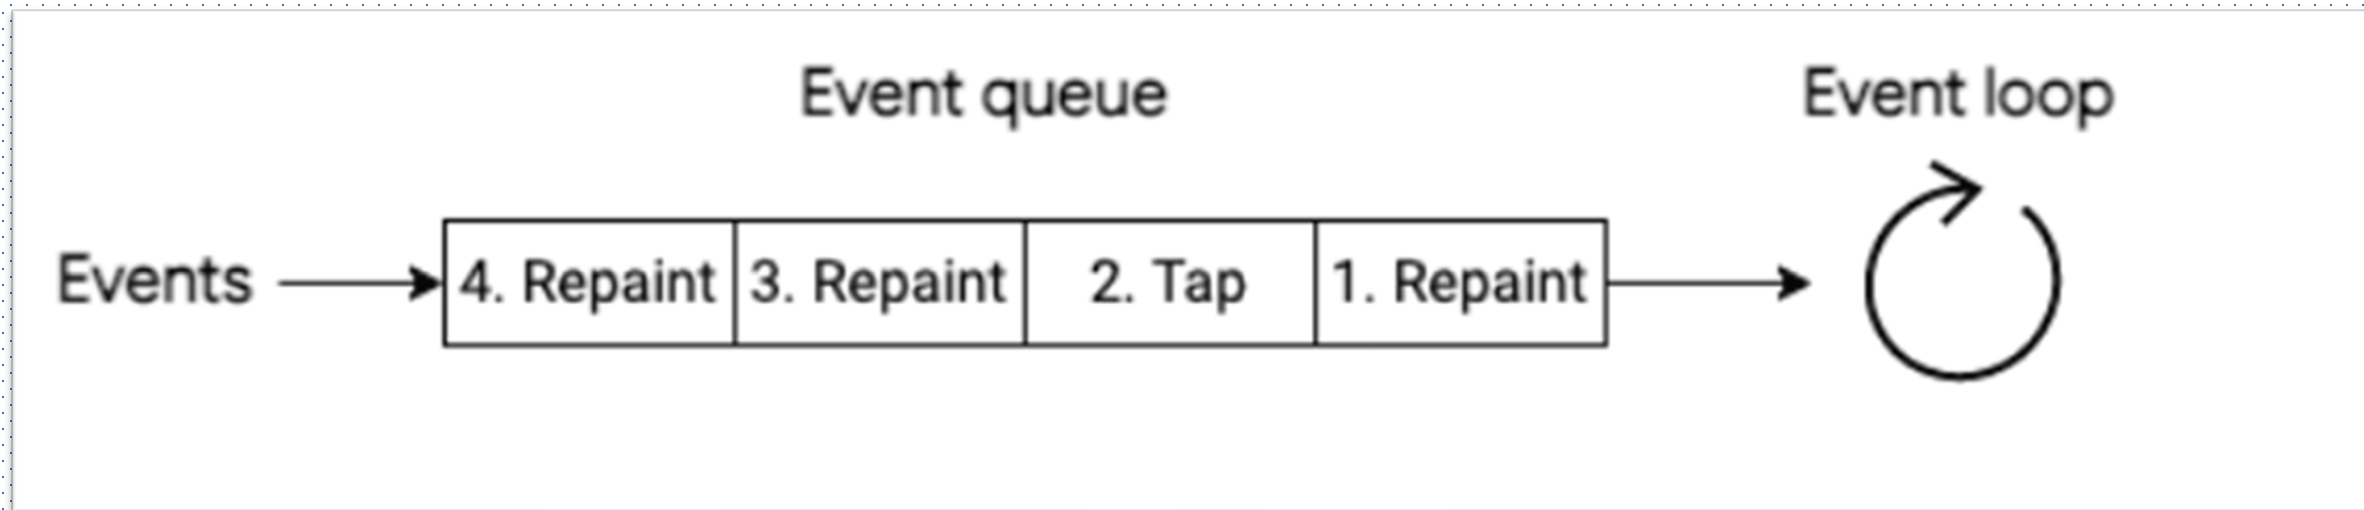 Event queue
Event loop
Events
4. Repaint
3. Repaint
2. Tap
1. Repaint